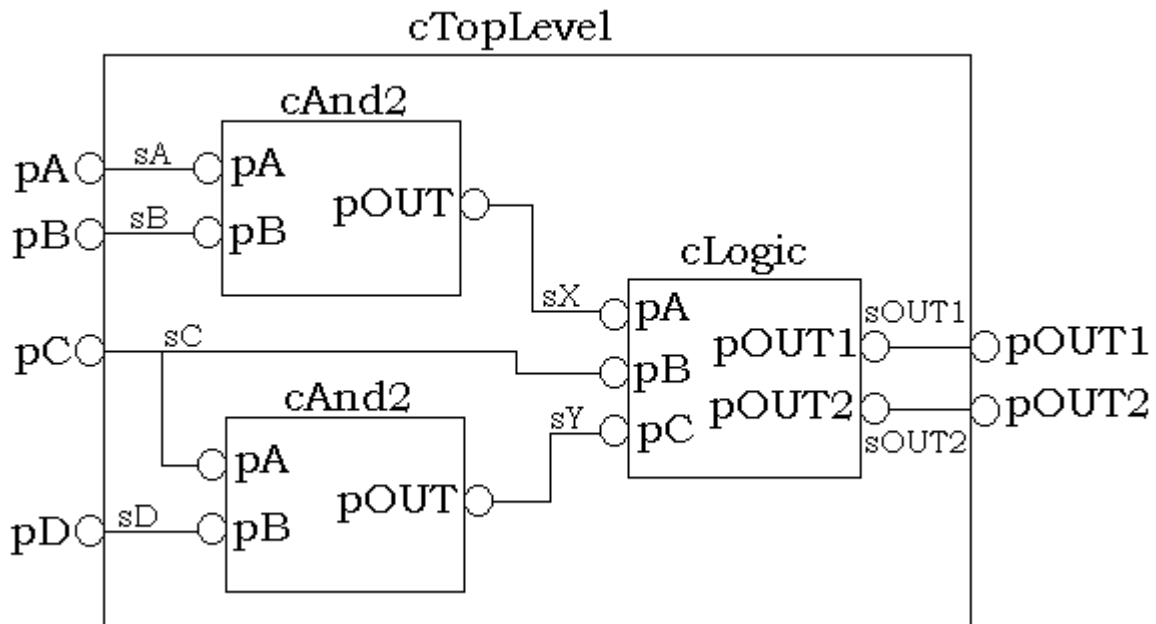 cTopLevel
cAnd2
pA
sA
pA
pOUT
pB
sB
pB
cLogic
sX
pA
sOUT1
pC
sC
pOUT1
pOUT1
pB
cAnd2
pOUT2
pOUT2
sY
pC
sOUT2
pA
pOUT
pD
sD
pB